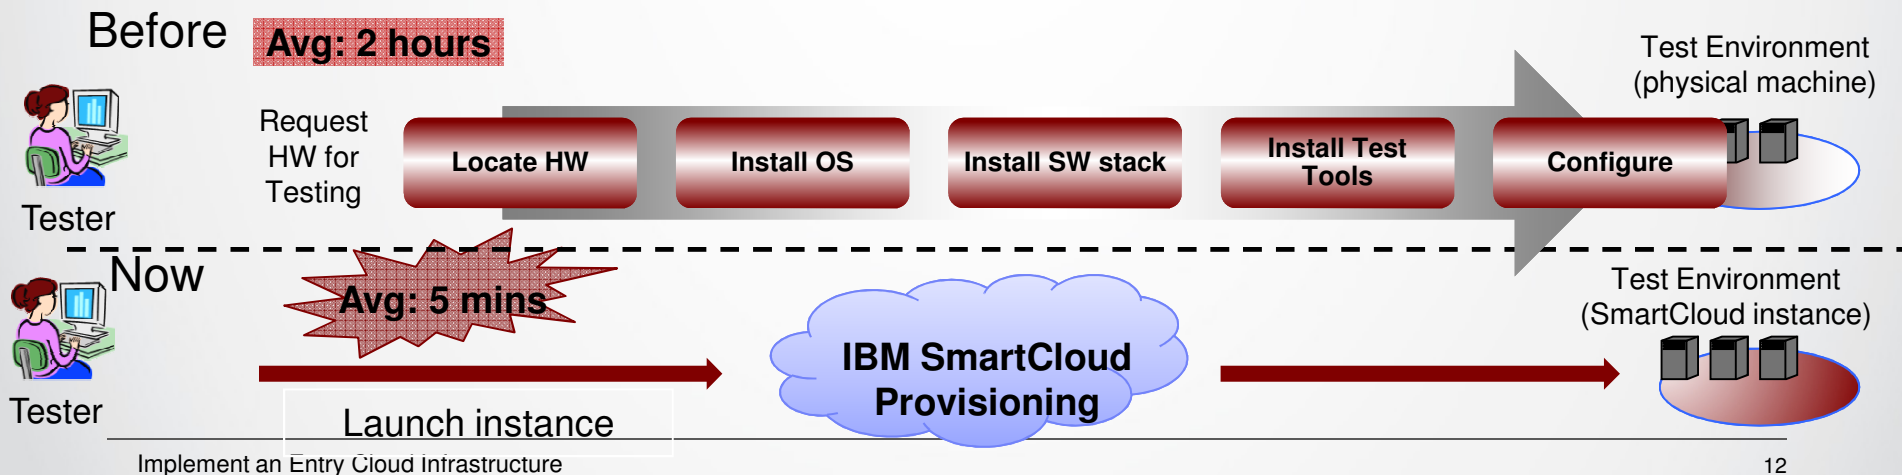 Before
Avg: 2 hours
Test Environment
(physical machine)
Request
HW for
Testing
Locate HW
Install OS
Install SW stack
Install Test
Tools
Configure
Tester
Now
Avg: 5 mins
Test Environment
(SmartCloud instance)
IBM SmartCloud
Provisioning
Tester
Launch instance
Implement an Entry Cloud Infrastructure
12